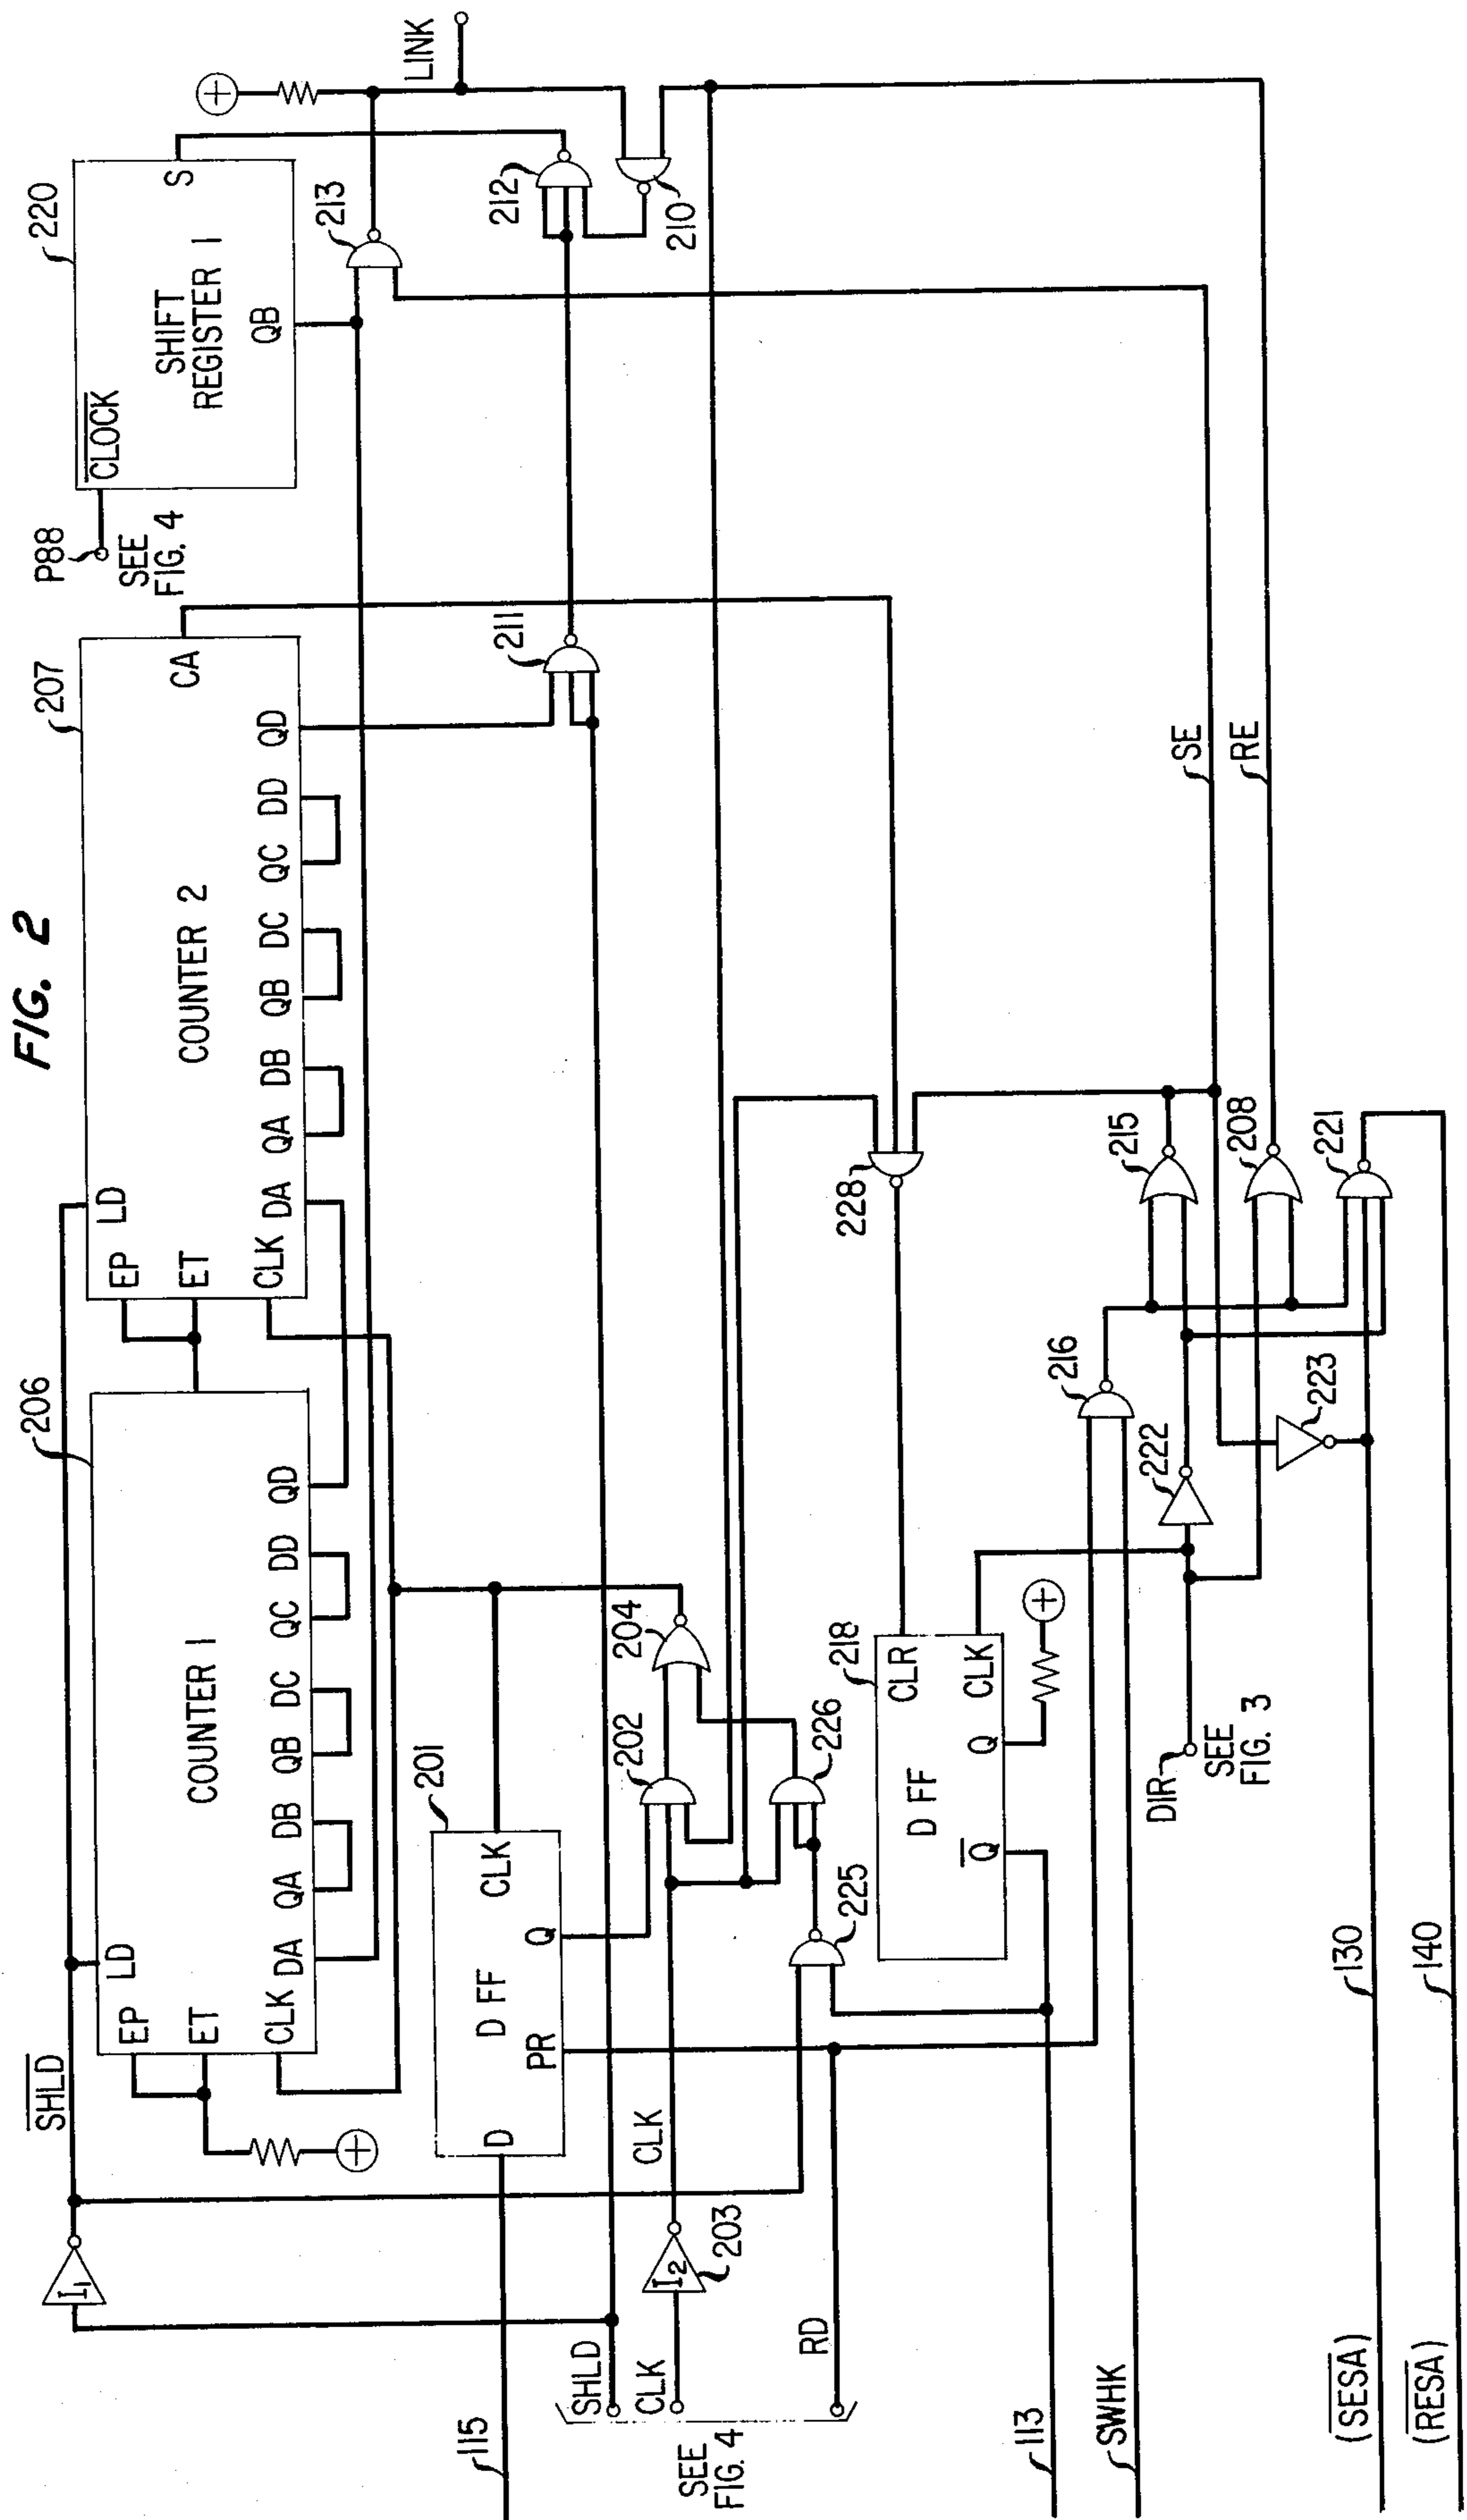 FIG. 2
SHLD
206
207
220
COUNTER 1
EP
ET
CLK
LD
DA QA DB QB DC QC DD QD
COUNTER 2
EP
ET
CLK
LD
CA
DA QA DB QB DC QC DD QD
P88
SEE
FIG. 4
CLOCK
SHIFT
REGISTER 1
QB
S
213
LINK
I1
201
D
D FF
PR
Q
CLK
115
211
212
210
SHLD
CLK
SEE
FIG. 4
RD
I2
203
CLK
202
204
225
226
218
D FF
Q
Q
CLR
CLK
228
113
SWHK
216
DIR
SEE
FIG. 3
222
223
215
208
221
SE
RE
(SESA)
130
(RESA)
140